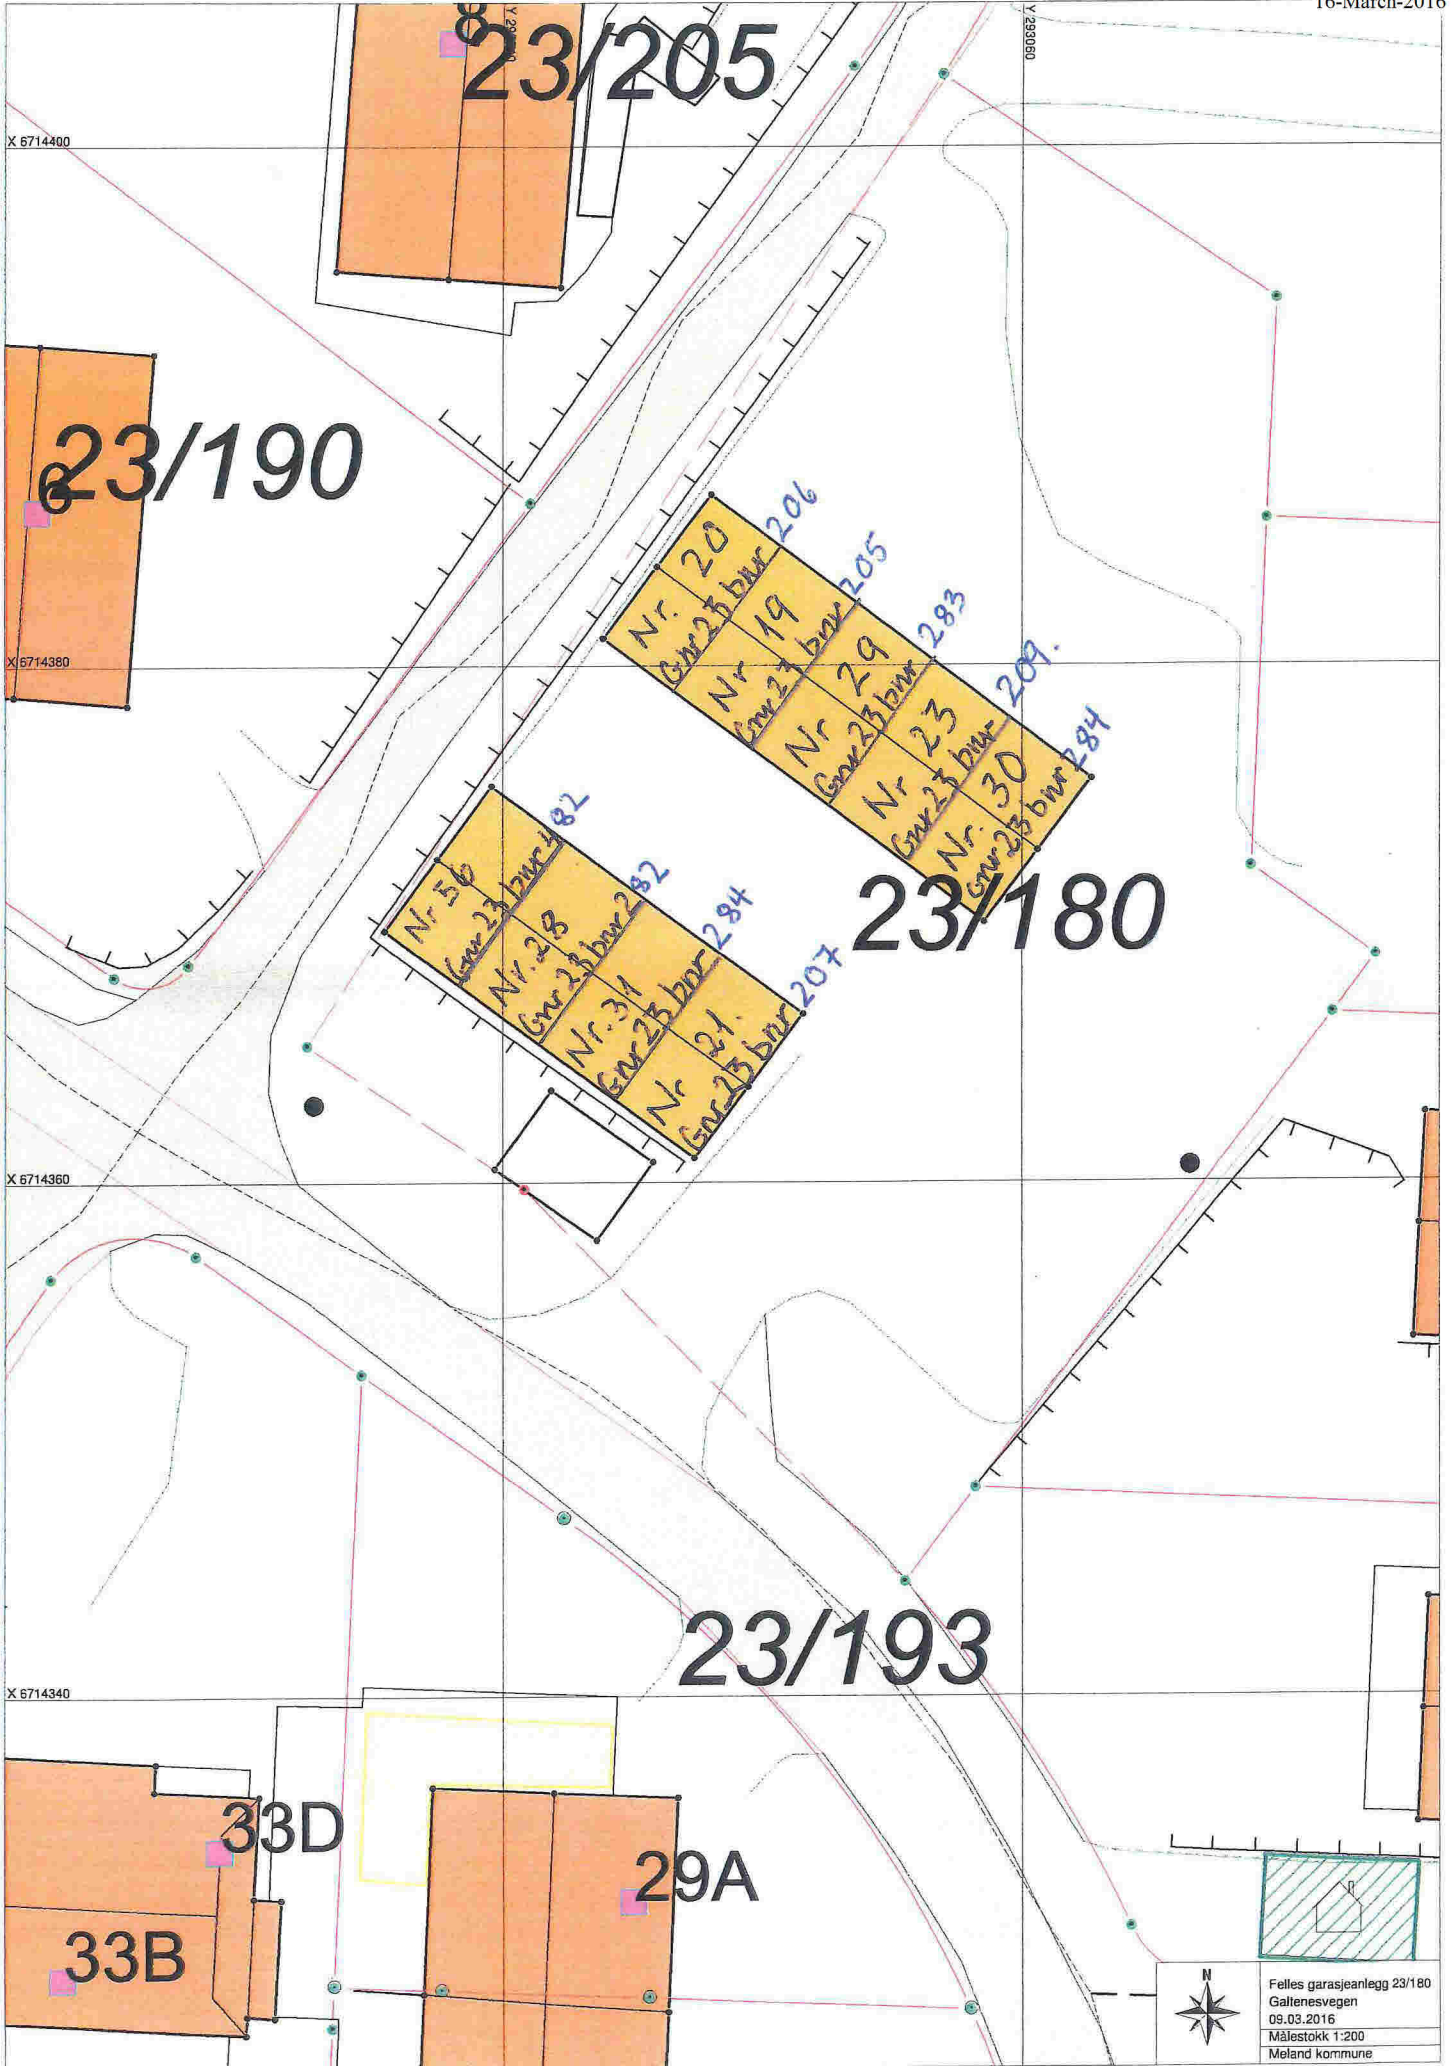 16-March-2016
Y 293060
8
23/205
X 6714400
23/190
6
X 6714380
Nr. 20
Gnr 23 bnr 206
Nr 19
Gnr 23 bnr 205
Nr 29
Gnr 23 bnr 283
Nr 23
Gnr 23 bnr 209.
Nr. 30
Gnr 23 bnr 284
23/180
Nr 56
Gnr 23 bnr 482
Nr. 28
Gnr 23 bnr 282
Nr. 31
Gnr 23 bnr 284
Nr 21.
Gnr 23 bnr 207
X 6714360
23/193
X 6714340
33D
29A
33B
N
Felles garasjeanlegg 23/180
Galtenesvegen
09.03.2016
Målestokk 1:200
Meland kommune